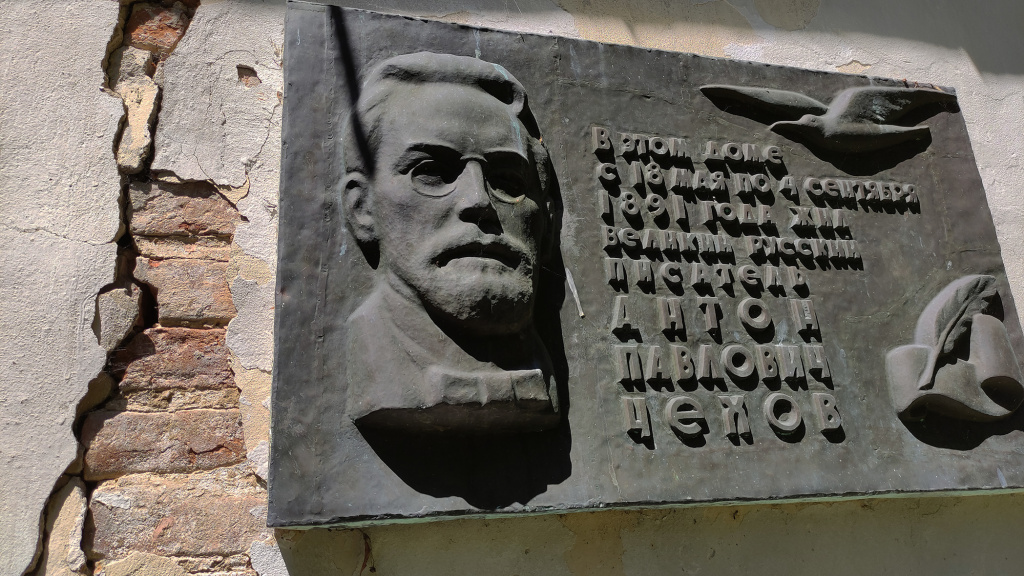 В ЭТОМ ДОМЕ
С 18 МАЯ ПО 4 СЕНТЯБРЯ
1891 ГОДА ЖИЛ
ВЕЛИКИЙ РУССКИЙ
ПИСАТЕЛЬ
АНТОН
ПАВЛОВИЧ
ЧЕХОВ